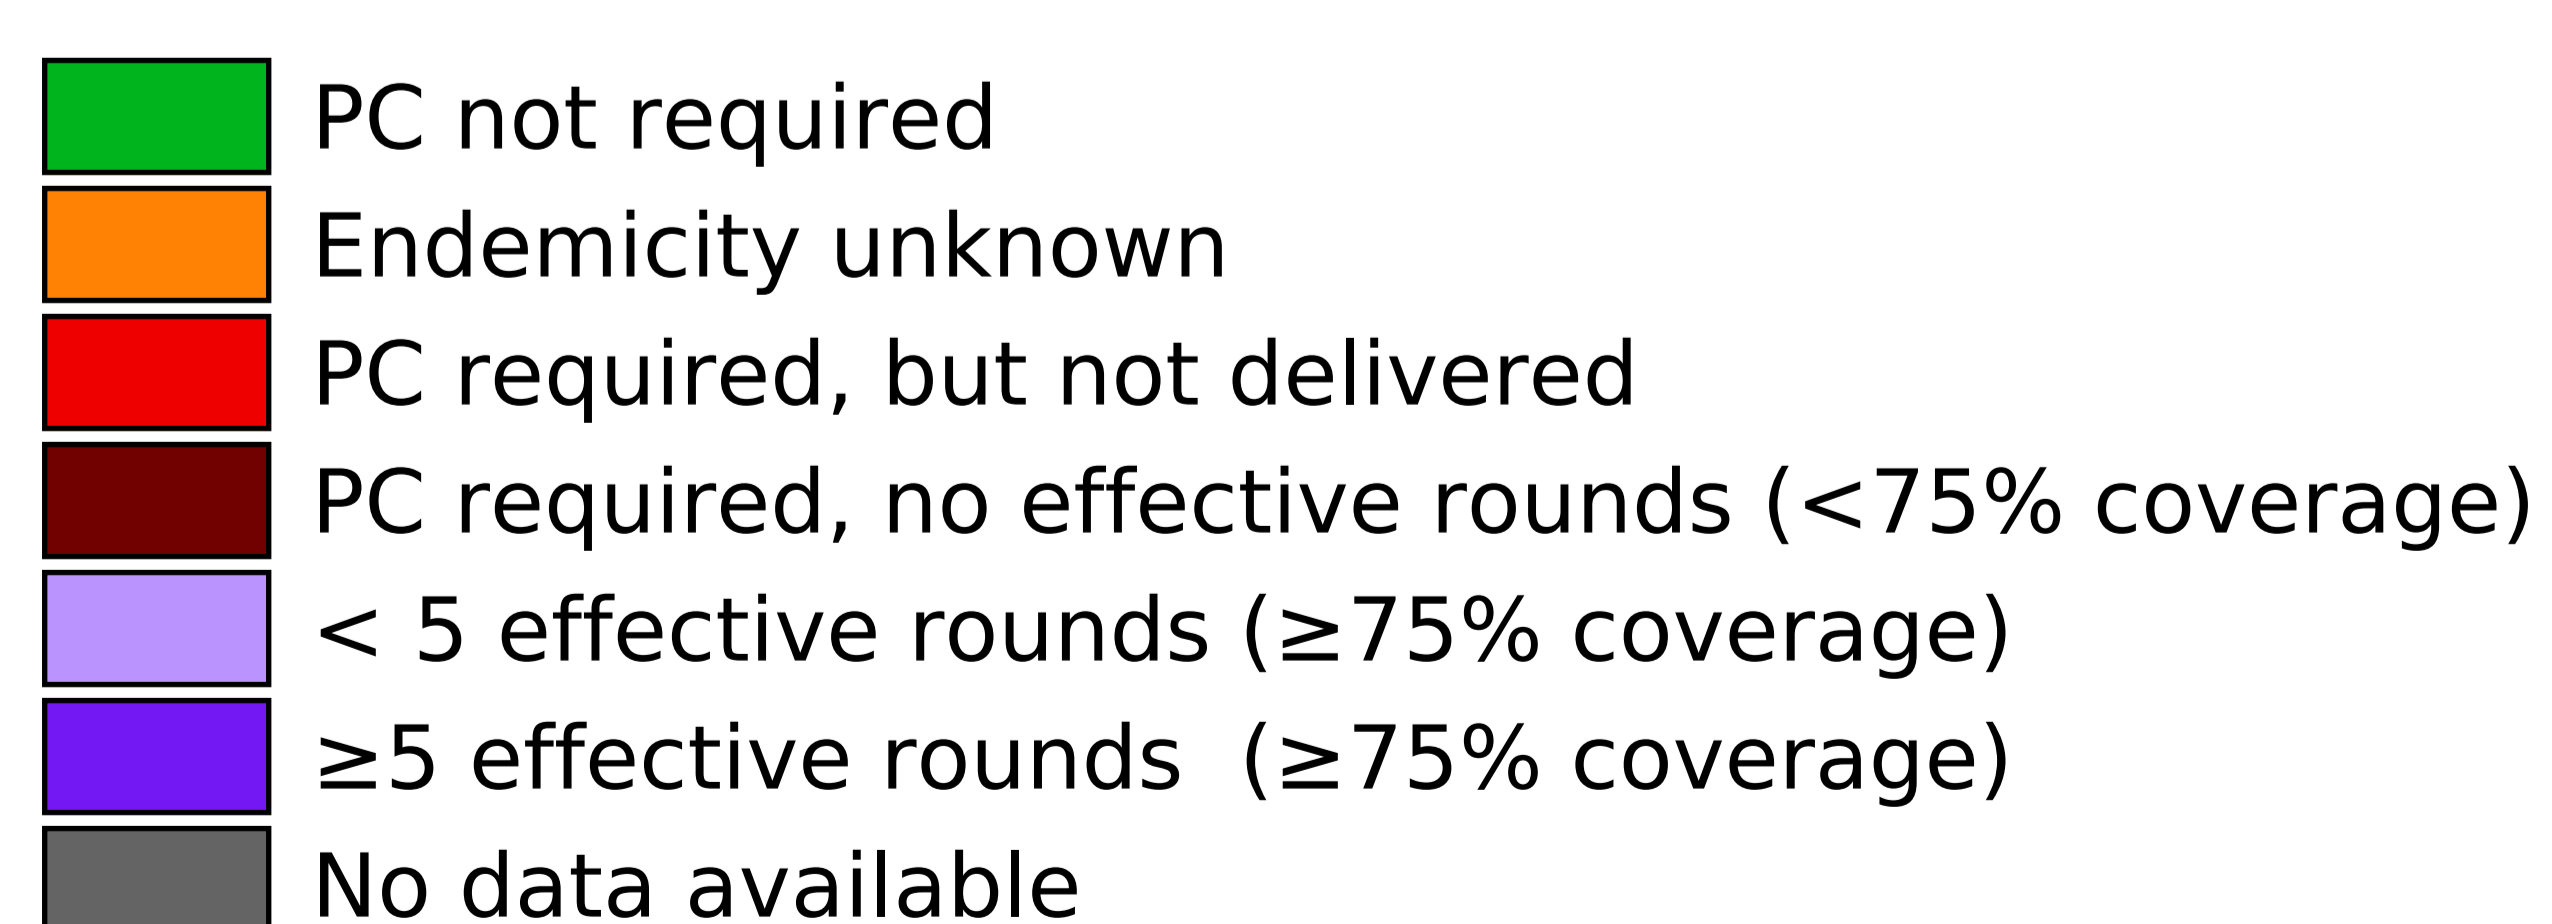 PC not required
Endemicity unknown
PC required, but not delivered
PC required, no effective rounds (<75% coverage)
< 5 effective rounds (≥75% coverage)
≥5 effective rounds  (≥75% coverage)
No data available